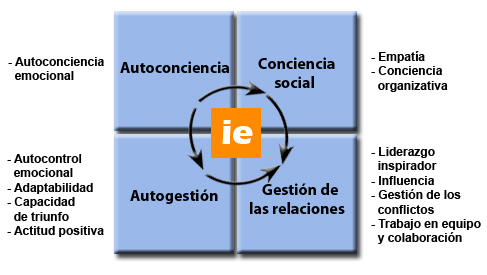 - Autoconciencia
emocional
Autoconciencia
Conciencia
social
- Empatía
- Conciencia
organizativa
ie
- Autocontrol
emocional
- Adaptabilidad
- Capacidad
de triunfo
- Actitud positiva
Autogestión
Gestión de
las relaciones
- Liderazgo
inspirador
- Influencia
- Gestión de los
conflictos
- Trabajo en equipo
y colaboración